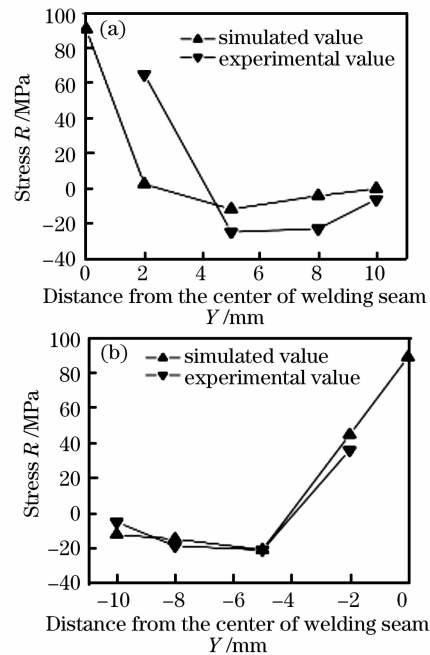 (a)
simulated value
experimental value
Stress R /MPa
100
80
60
40
20
0
−20
−40
0 2 4 6 8 10
Distance from the center of welding seam
Y /mm
(b)
simulated value
experimental value
Stress R /MPa
100
80
60
40
20
0
−20
−40
−10 −8 −6 −4 −2 0
Distance from the center of welding seam
Y /mm